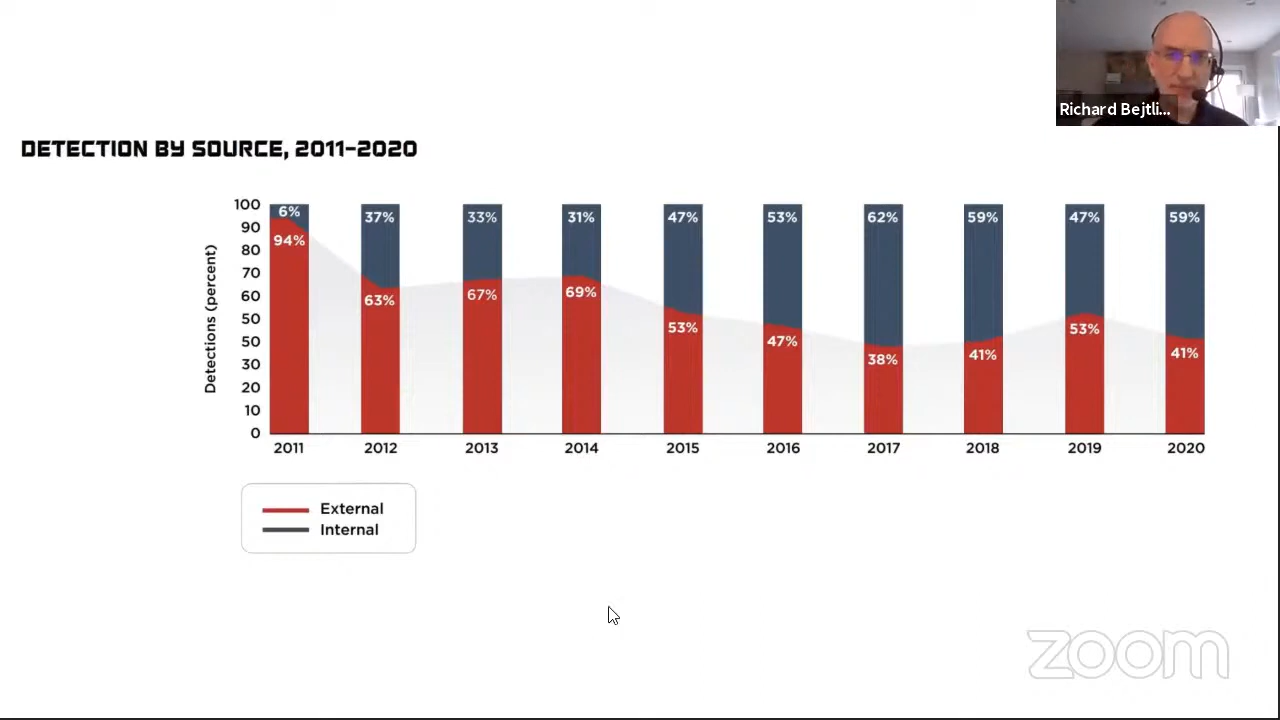 Richard Bejtli...
DETECTION BY SOURCE, 2011-2020
Detections (percent)
100
90
80
70
60
50
50
30
20
10
0
6% 37% 33% 31% 47% 53% 62% 59% 47% 59%
94% 63% 67% 69% 53% 47% 38% 41% 53% 41%
2011 2012 2013 2014 2015 2016 2017 2018 2019 2020
External
Internal
zoom